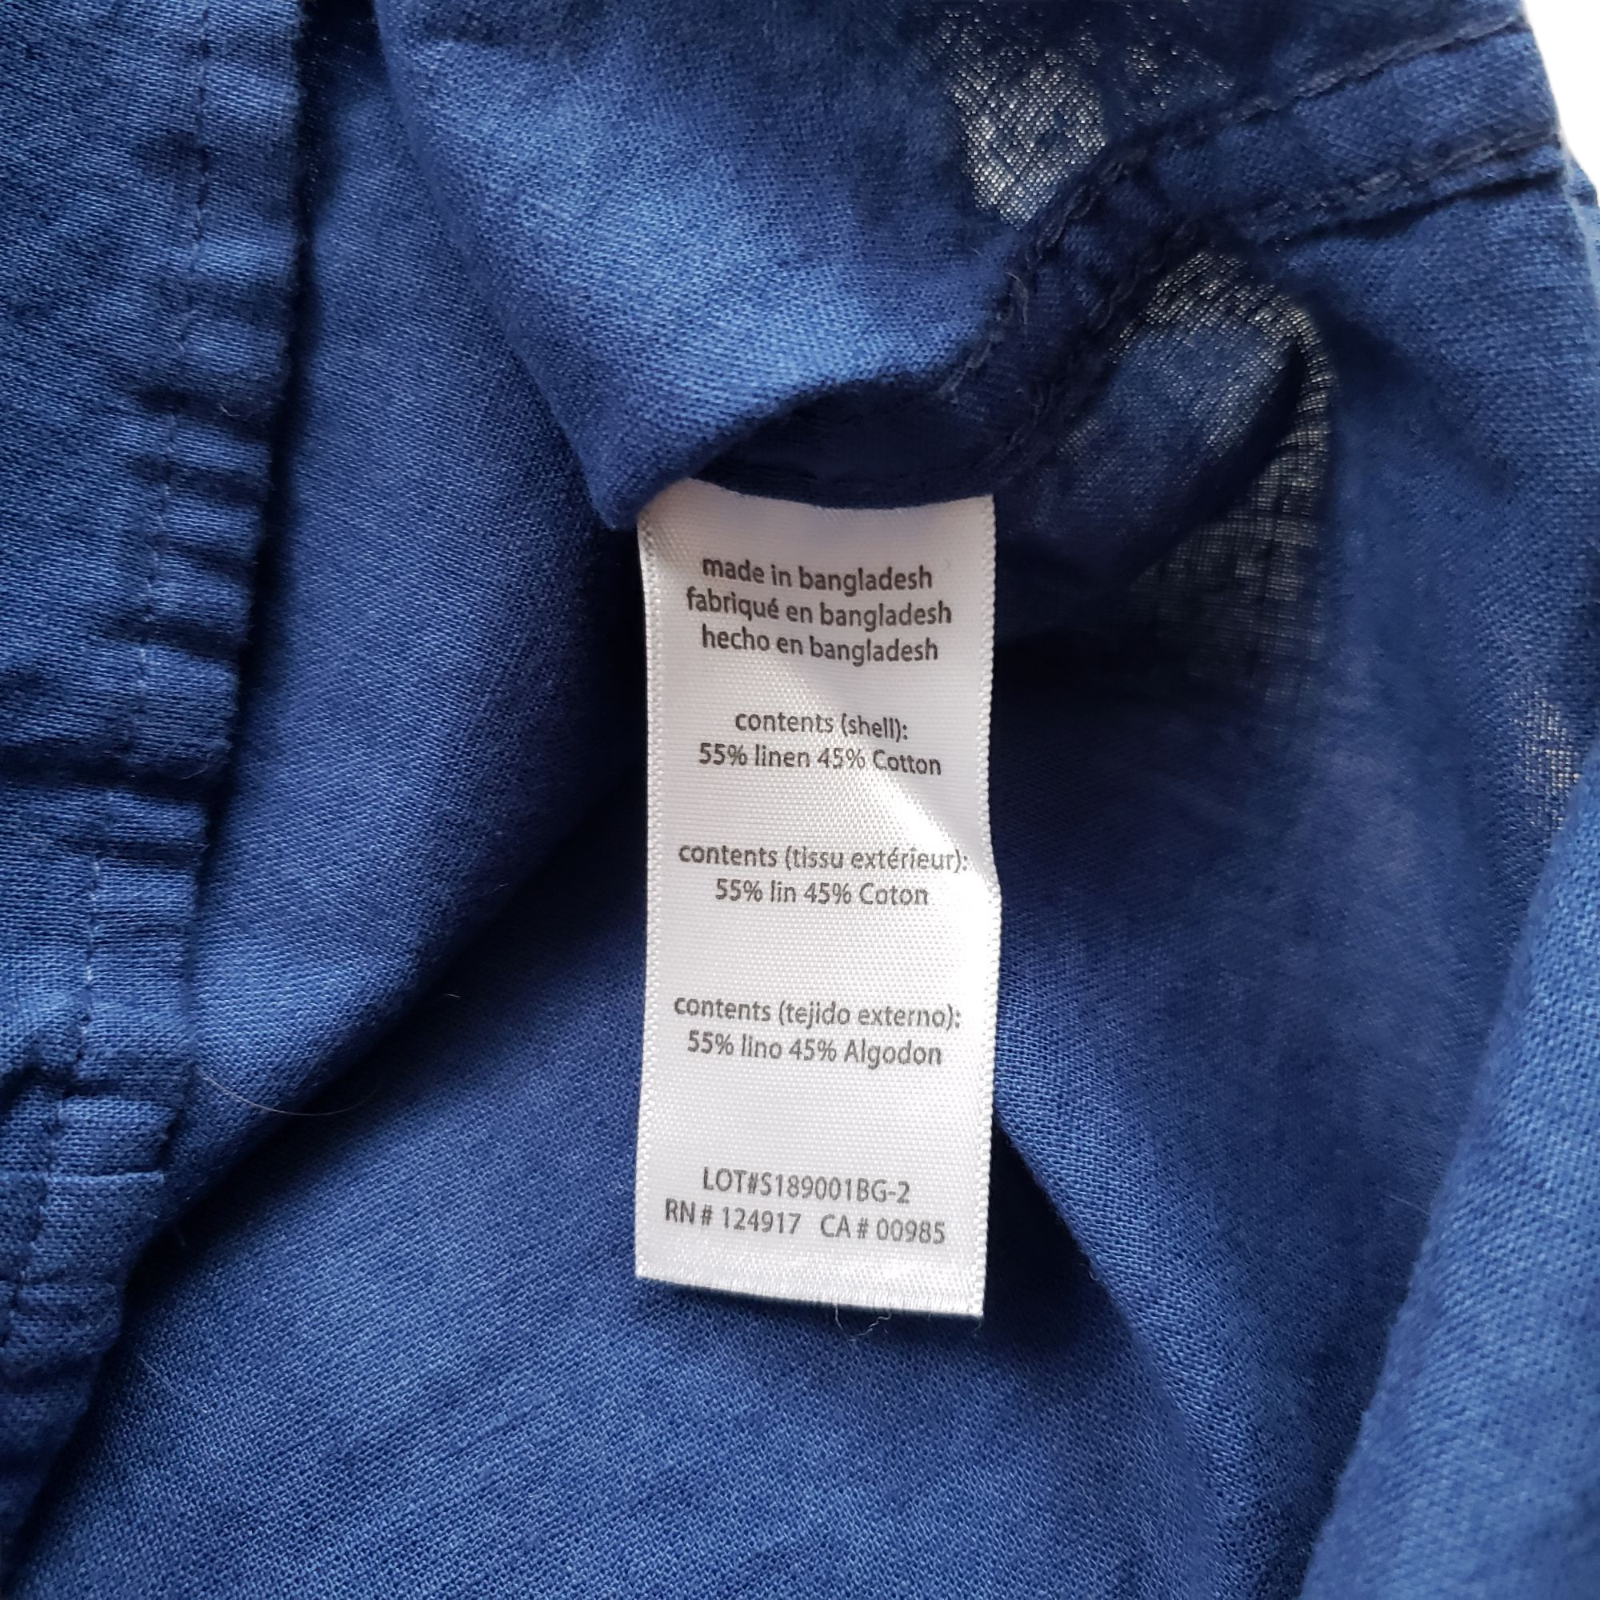 made in bangladesh
fabriqué en bangladesh
hecho en bangladesh
contents (shell):
55% linen 45% Cotton
contents (tissu extérieur):
55% lin 45% Coton
contents (tejido externo):
55% lino 45% Algodon
LOT#S189001BG-2
RN # 124917 CA # 00985